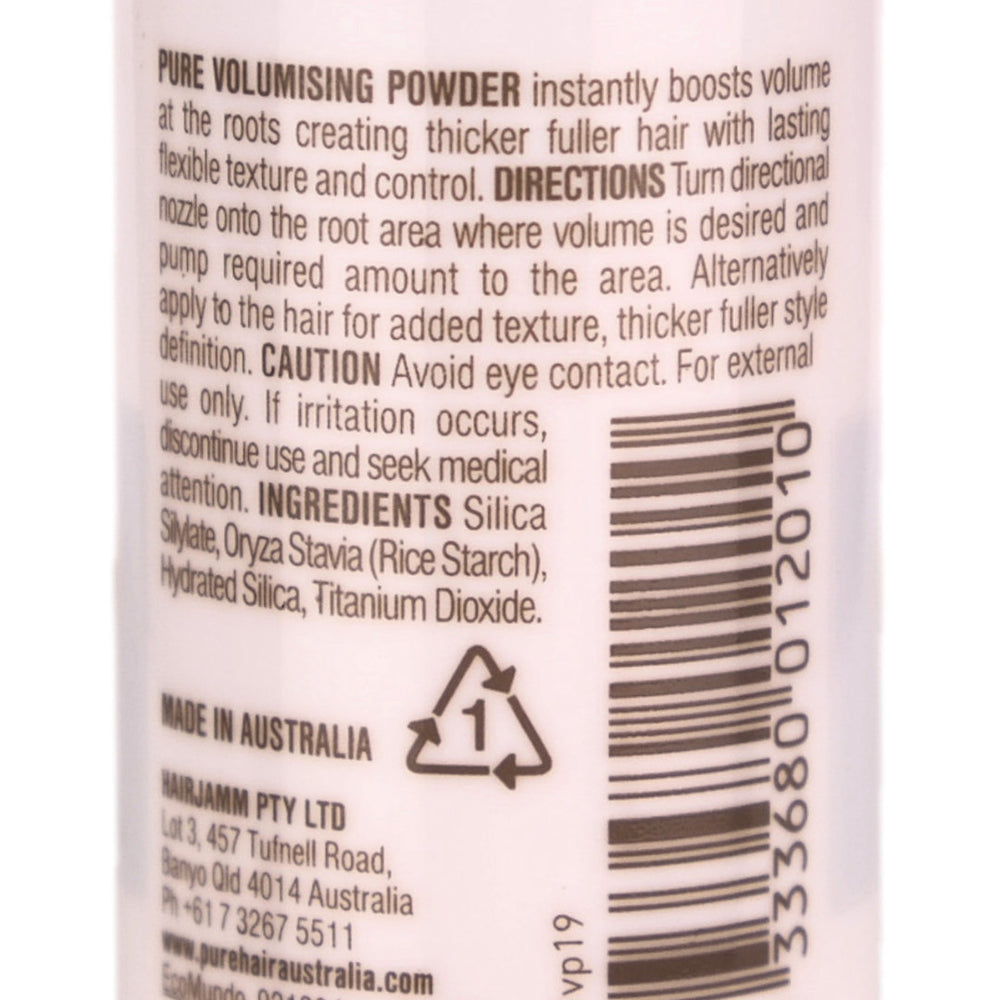 PURE VOLUMISING POWDER instantly boosts volume
at the roots creating thicker fuller hair with lasting
flexible texture and control. DIRECTIONS Turn directional
nozzle onto the root area where volume is desired and
pump required amount to the area. Alternatively
apply to the hair for added texture, thicker fuller style
definition. CAUTION Avoid eye contact. For external
use only. If irritation occurs,
discontinue use and seek medical
attention. INGREDIENTS Silica
Silylate, Oryza Stavia (Rice Starch),
Hydrated Silica, Titanium Dioxide.
1
MADE IN AUSTRALIA
HAIRJAMM PTY LTD
Lot 3, 457 Tufnell Road,
Banyo Qld 4014 Australia
Ph +61 7 3267 5511
www.purehairaustralia.com
EcoMundo
vp19
333680 012010